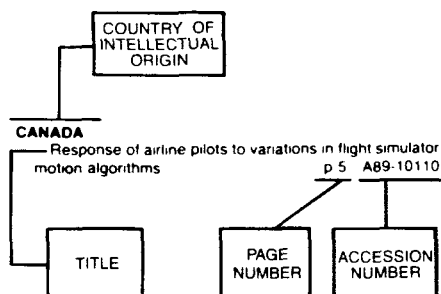 COUNTRY OF
INTELLECTUAL
ORIGIN
CANADA
Response of airline pilots to variations in flight simulator
motion algorithms p 5 A89-10110
TITLE
PAGE
NUMBER
ACCESSION
NUMBER